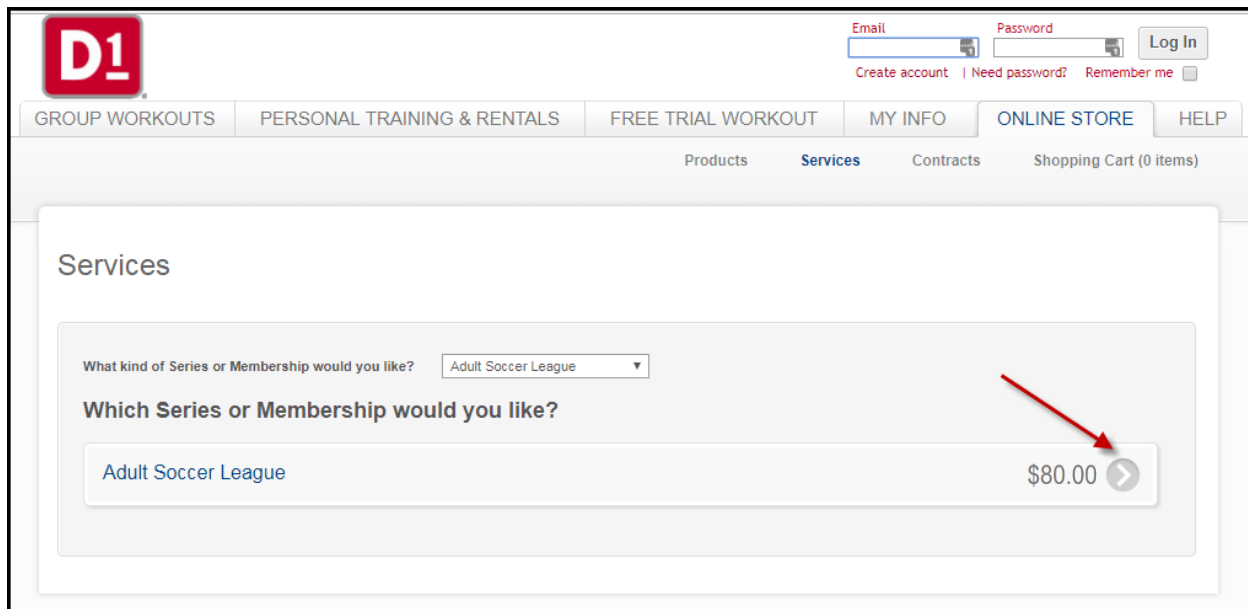 D1
Email Password
Log In
Create account | Need password? Remember me
GROUP WORKOUTS PERSONAL TRAINING & RENTALS FREE TRIAL WORKOUT MY INFO ONLINE STORE HELP
Products Services Contracts Shopping Cart (0 items)
Services
What kind of Series or Membership would you like? Adult Soccer League
Which Series or Membership would you like?
Adult Soccer League $80.00